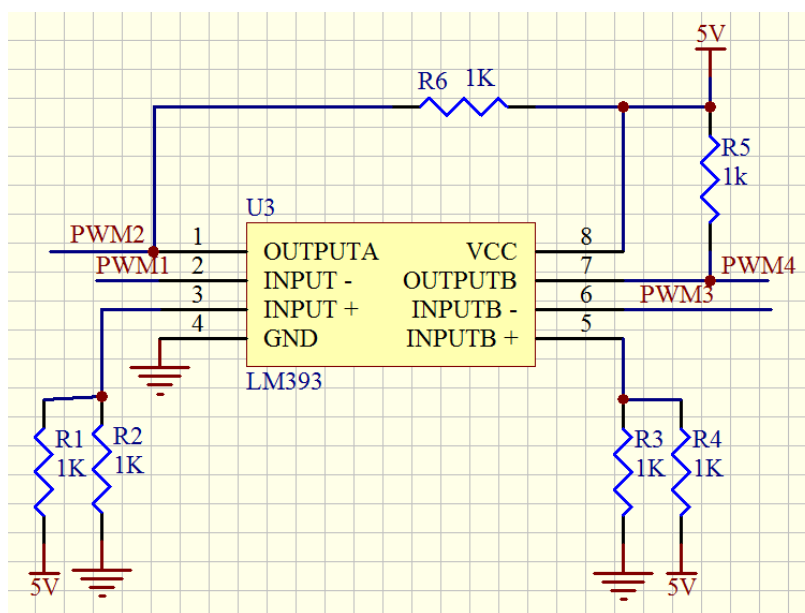 5V
R6 1K
R5
1k
U3
PWM2 1 OUTPUTA VCC 8
PWM1 2 INPUT - OUTPUTB 7 PWM4
3 INPUT + INPUTB - 6 PWM3
4 GND INPUTB + 5
LM393
R1 R2 R3 R4
1K 1K 1K 1K
5V 5V